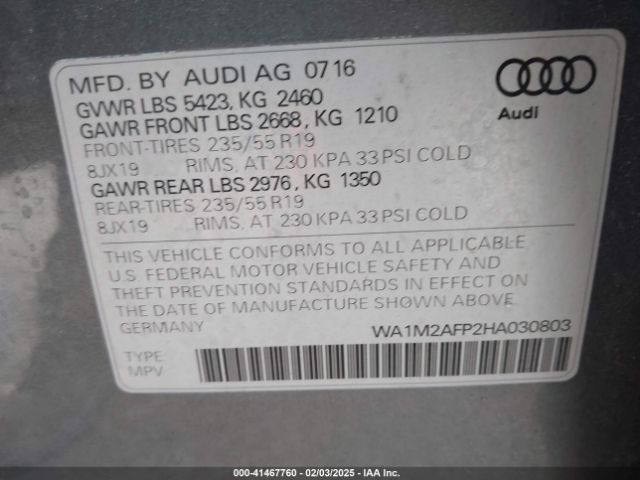 MFD. BY AUDI AG 07 16
GVWR LBS 5423, KG 2460
GAWR FRONT LBS 2668, KG 1210
FRONT-TIRES 235/55 R19
8JX19 RIMS, AT 230 KPA 33 PSI COLD
GAWR REAR LBS 2976, KG 1350
REAR-TIRES 235/55 R19
8JX19 RIMS, AT 230 KPA 33 PSI COLD
Audi
THIS VEHICLE CONFORMS TO ALL APPLICABLE
U.S. FEDERAL MOTOR VEHICLE SAFETY AND
THEFT PREVENTION STANDARDS IN EFFECT ON
THE DATE OF MANUFACTURE SHOWN ABOVE
GERMANY
WA1M2AFP2HA030803
TYPE
MPV
000-41467760 - 02/03/2025 - IAA Inc.